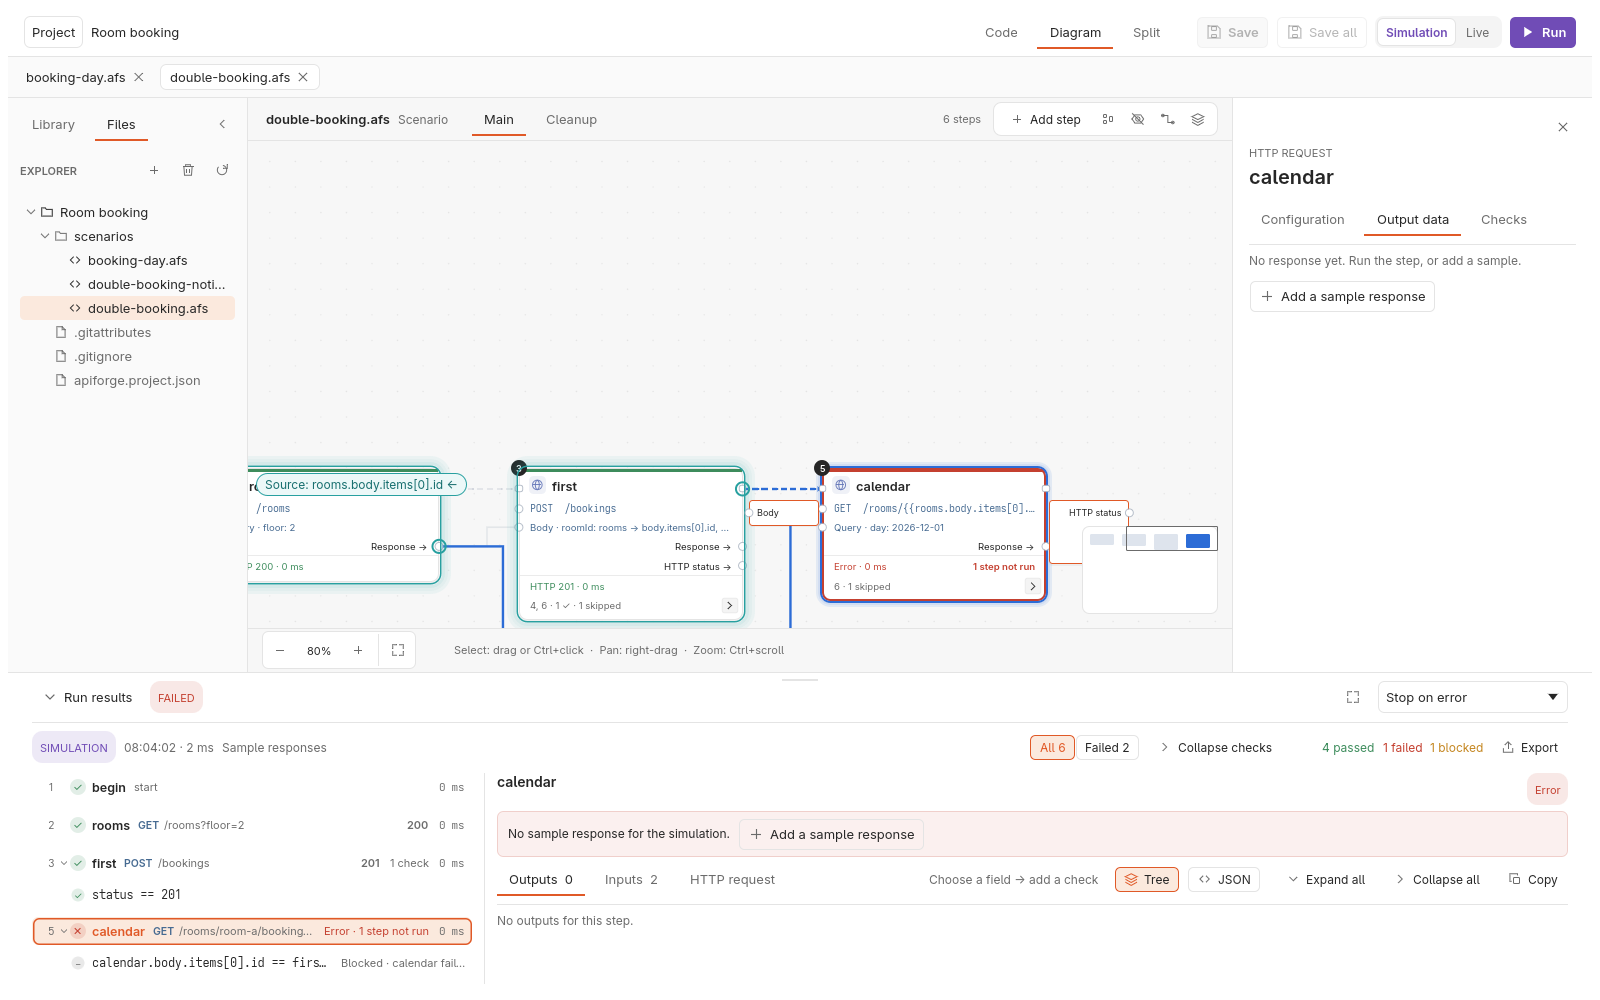 Project Room booking Code Diagram Split Save Save all Simulation Live Run
booking-day.afs double-booking.afs
Library Files
EXPLORER
Room booking
scenarios
booking-day.afs
double-booking-noti...
double-booking.afs
.gitattributes
.gitignore
apiforge.project.json
double-booking.afs Scenario Main Cleanup 6 steps Add step
Source: rooms.body.items[0].id ←
/rooms
floor: 2
Response →
200 · 0 ms
3
first
POST /bookings
Body · roomId: rooms → body.items[0].id, ...
Response →
HTTP status →
HTTP 201 · 0 ms
4, 6 · 1 ✓ · 1 skipped
Body
5
calendar
GET /rooms/{{rooms.body.item[0]....
Query · day: 2026-12-01
Response →
Error · 0 ms 1 step not run
6 · 1 skipped
HTTP status
80%
Select: drag or Ctrl+click · Pan: right-drag · Zoom: Ctrl+scroll
HTTP REQUEST
calendar
Configuration Output data Checks
No response yet. Run the step, or add a sample.
Add a sample response
Run results FAILED Stop on error
SIMULATION 08:04:02 · 2 ms Sample responses All 6 Failed 2 Collapse checks 4 passed 1 failed 1 blocked Export
1 begin start 0 ms
2 rooms GET /rooms?floor=2 200 0 ms
3 first POST /bookings 201 1 check 0 ms
status == 201
5 calendar GET /rooms/room-a/booking... Error · 1 step not run 0 ms
calendar.body.items[0].id == firs... Blocked · calendar fail...
calendar Error
No sample response for the simulation. Add a sample response
Outputs 0 Inputs 2 HTTP request Choose a field → add a check Tree JSON Expand all Collapse all Copy
No outputs for this step.